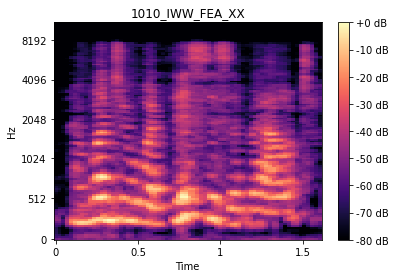 1010_IWW_FEA_XX
+0 dB
8192
-10 dB
4096
-20 dB
-30 dB
2048
Hz
-40 dB
1024
-50 dB
512
-60 dB
-70 dB
0
-80 dB
0
0.5
1
1.5
Time